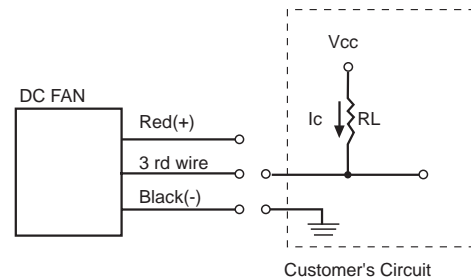 Vcc
DC FAN
Red(+)
Ic
RL
3 rd wire
Black(-)
Customer's Circuit